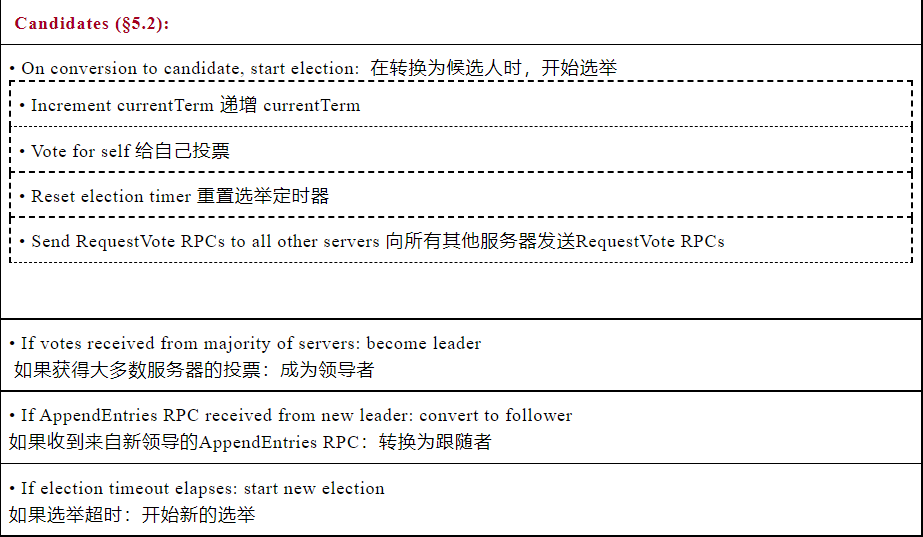 Candidates (§5.2):
• On conversion to candidate, start election: 在转换为候选人时，开始选举
• Increment currentTerm 递增 currentTerm
• Vote for self 给自己投票
• Reset election timer 重置选举定时器
• Send RequestVote RPCs to all other servers 向所有其他服务器发送RequestVote RPCs
• If votes received from majority of servers: become leader
如果获得大多数服务器的投票：成为领导者
• If AppendEntries RPC received from new leader: convert to follower
如果收到来自新领导的AppendEntries RPC：转换为跟随者
• If election timeout elapses: start new election
如果选举超时：开始新的选举